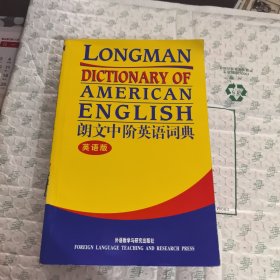 LONGMAN
DICTIONARY OF
AMERICAN
ENGLISH
朗文中阶英语词典
英语版
外语教学与研究出版社
FOREIGN LANGUAGE TEACHING AND RESEARCH PRESS